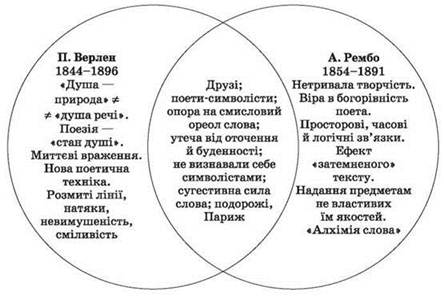 П. Верлен
1844–1896
«Душа —
природа» ≠
≠ «душа речі».
Поезія —
«стан душі».
Миттєві враження.
Нова поетична
техніка.
Розмиті лінії,
натяки,
невимушеність,
сміливість
Друзі;
поети-символісти;
опора на смисловий
ореол слова;
утеча від оточення
й буденності;
не визнавали себе
символістами;
сугестивна сила
слова; подорожі,
Париж
А. Рембо
1854–1891
Нетривала творчість.
Віра в богорівність
поета.
Просторові, часові
й логічні зв'язки.
Ефект
«затемненого»
тексту.
Надання предметам
не властивих
їм якостей.
«Алхімія слова»